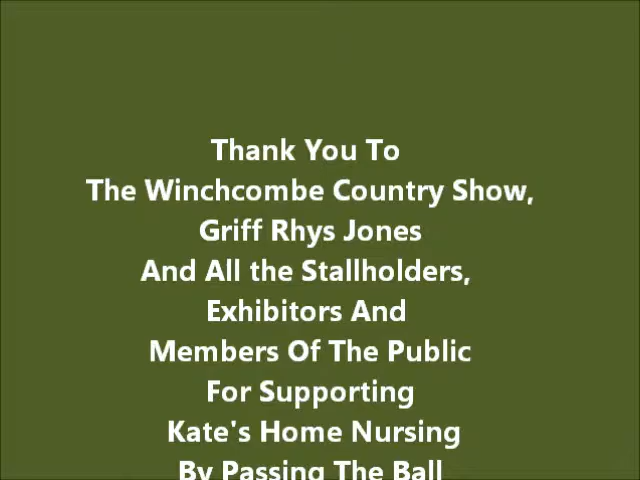 Thank You To
The Winchcombe Country Show,
Griff Rhys Jones
And All the Stallholders,
Exhibitors And
Members Of The Public
For Supporting
Kate's Home Nursing
By Passing The Ball